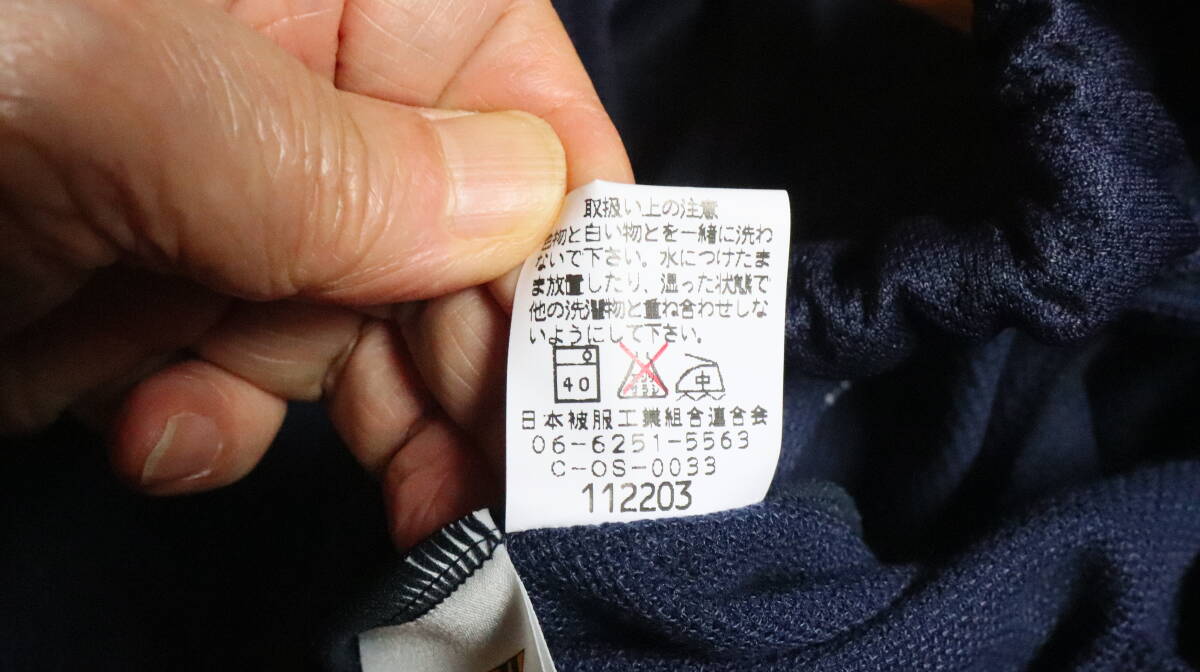 取扱い上の注意
色物と白い物とを一緒に洗わ
ないで下さい。水につけたま
ま放置したり、湿った状態で
他の洗濯物と重ね合わせしな
いようにして下さい。
40 中
日本被服工業組合連合会
06-6251-5563
C-OS-0033
112203